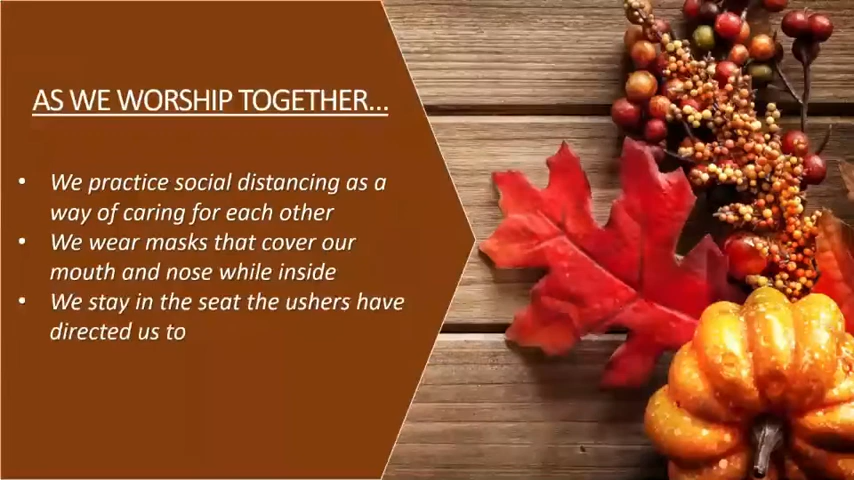 AS WE WORSHIP TOGETHER...
• We practice social distancing as a
way of caring for each other
• We wear masks that cover our
mouth and nose while inside
• We stay in the seat the ushers have
directed us to